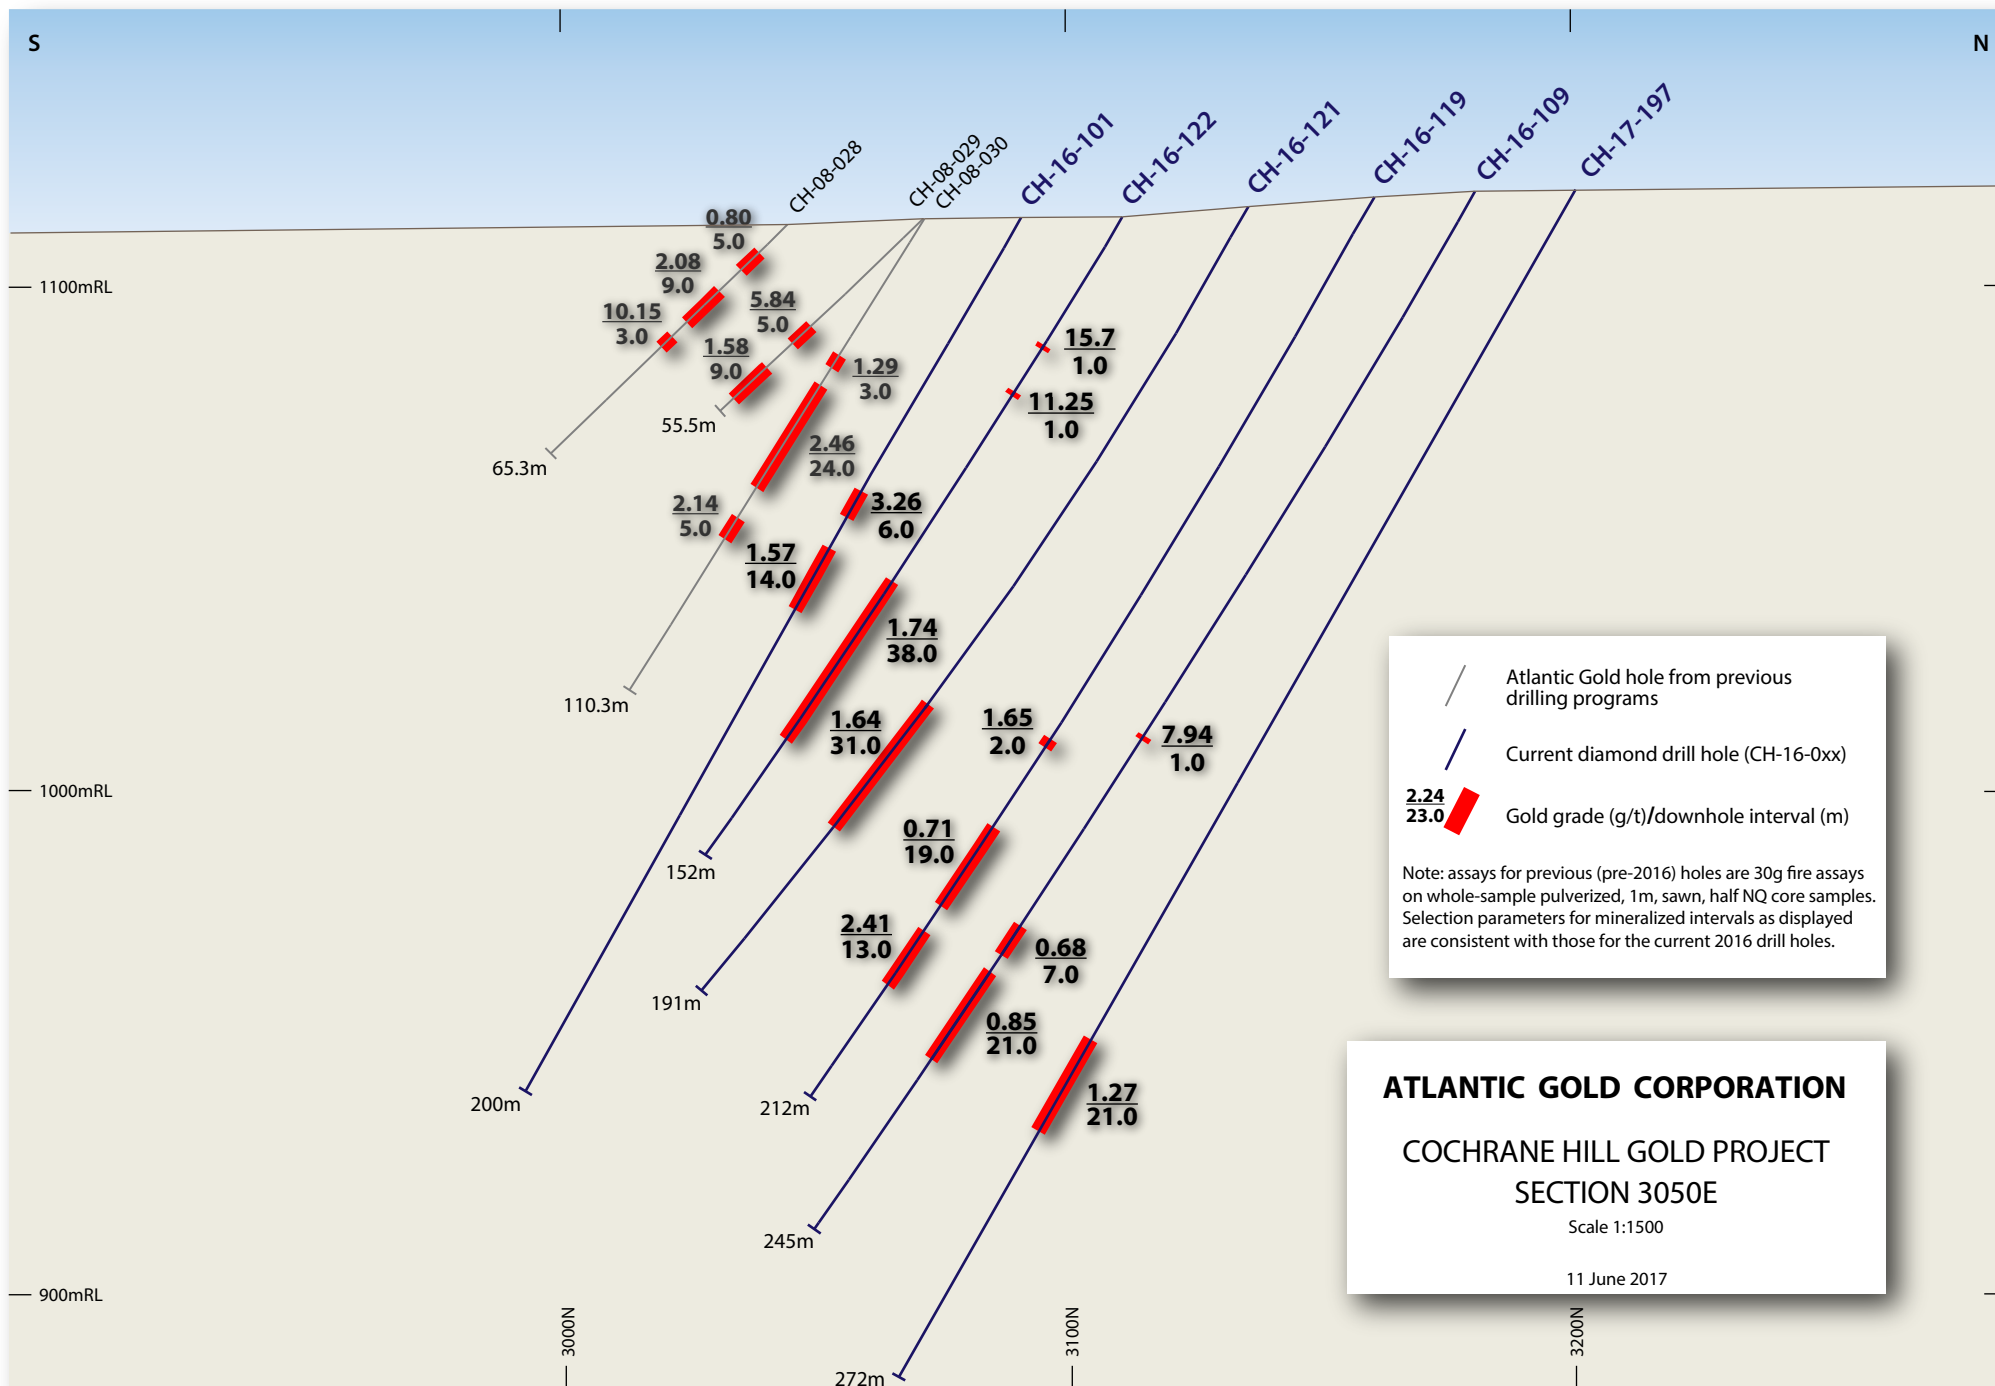 S
N
CH-08-028
CH-08-029
CH-08-030
CH-16-101
CH-16-122
CH-16-121
CH-16-119
CH-16-109
CH-17-197
0.80
5.0
2.08
9.0
10.15
3.0
5.84
5.0
1.58
9.0
1.29
3.0
2.46
24.0
2.14
5.0
15.7
1.0
11.25
1.0
3.26
6.0
1.57
14.0
1.74
38.0
1.64
31.0
1.65
2.0
7.94
1.0
0.71
19.0
2.41
13.0
0.68
7.0
0.85
21.0
1.27
21.0
1100mRL
1000mRL
900mRL
55.5m
65.3m
110.3m
152m
191m
200m
212m
245m
272m
3000N
3100N
3200N
Atlantic Gold hole from previous
drilling programs
Current diamond drill hole (CH-16-0xx)
2.24
23.0
Gold grade (g/t)/downhole interval (m)
Note: assays for previous (pre-2016) holes are 30g fire assays
on whole-sample pulverized, 1m, sawn, half NQ core samples.
Selection parameters for mineralized intervals as displayed
are consistent with those for the current 2016 drill holes.
ATLANTIC GOLD CORPORATION
COCHRANE HILL GOLD PROJECT
SECTION 3050E
Scale 1:1500
11 June 2017